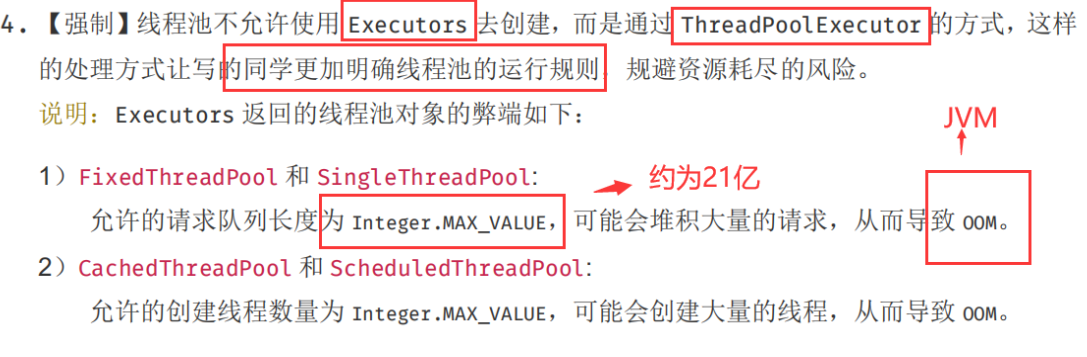 4.【强制】线程池不允许使用 Executors 去创建，而是通过 ThreadPoolExecutor 的方式，这样
的处理方式让写的同学更加明确线程池的运行规则，规避资源耗尽的风险。
说明：Executors 返回的线程池对象的弊端如下：
JVM
1）FixedThreadPool 和 SingleThreadPool:
约为21亿
允许的请求队列长度为 Integer.MAX_VALUE，可能会堆积大量的请求，从而导致 OOM。
2）CachedThreadPool 和 ScheduledThreadPool:
允许的创建线程数量为 Integer.MAX_VALUE，可能会创建大量的线程，从而导致 OOM。